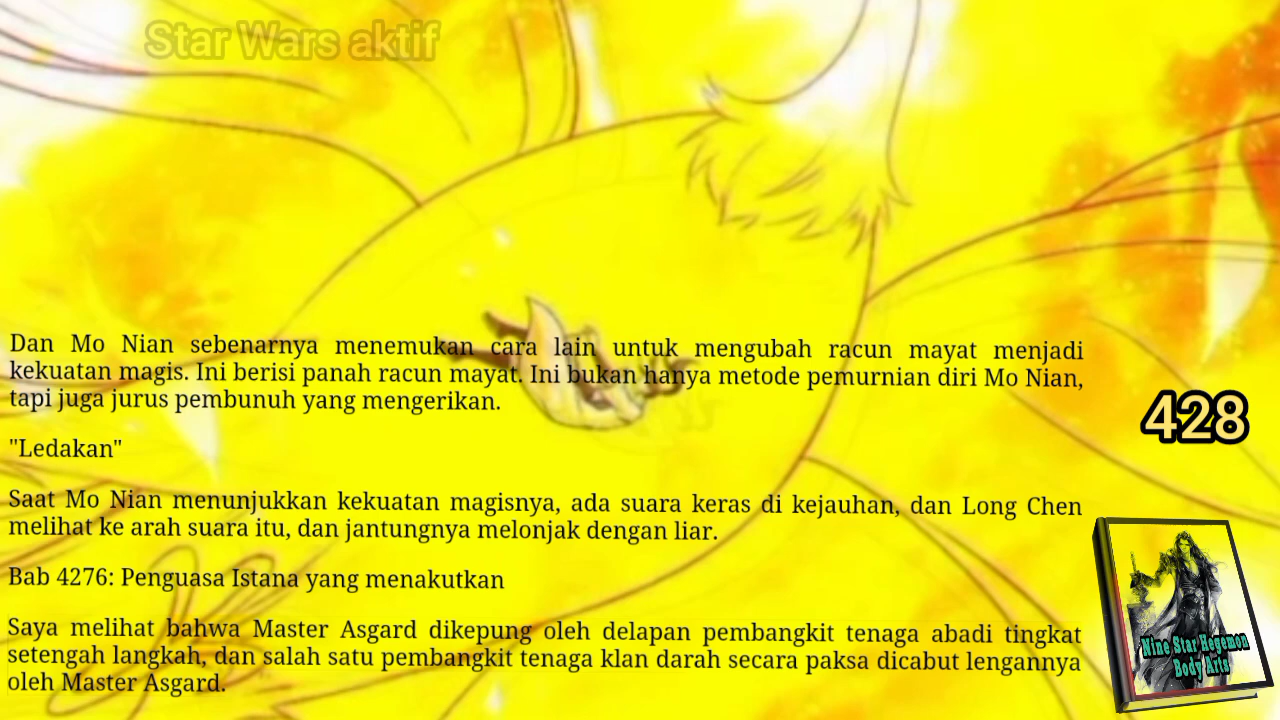 Star Wars aktif
Dan Mo Nian sebenarnya menemukan cara lain untuk mengubah racun mayat menjadi
kekuatan magis. Ini berisi panah racun mayat. Ini bukan hanya metode pemurnian diri Mo Nian,
tapi juga jurus pembunuh yang mengerikan.
"Ledakan"
Saat Mo Nian menunjukkan kekuatan magisnya, ada suara keras di kejauhan, dan Long Chen
melihat ke arah suara itu, dan jantungnya melonjak dengan liar.
Bab 4276: Penguasa Istana yang menakutkan
Saya melihat bahwa Master Asgard dikepung oleh delapan pembangkit tenaga abadi tingkat
setengah langkah, dan salah satu pembangkit tenaga klan darah secara paksa dicabut lengannya
oleh Master Asgard.
428
Nine Star Hegemon
Body Arts